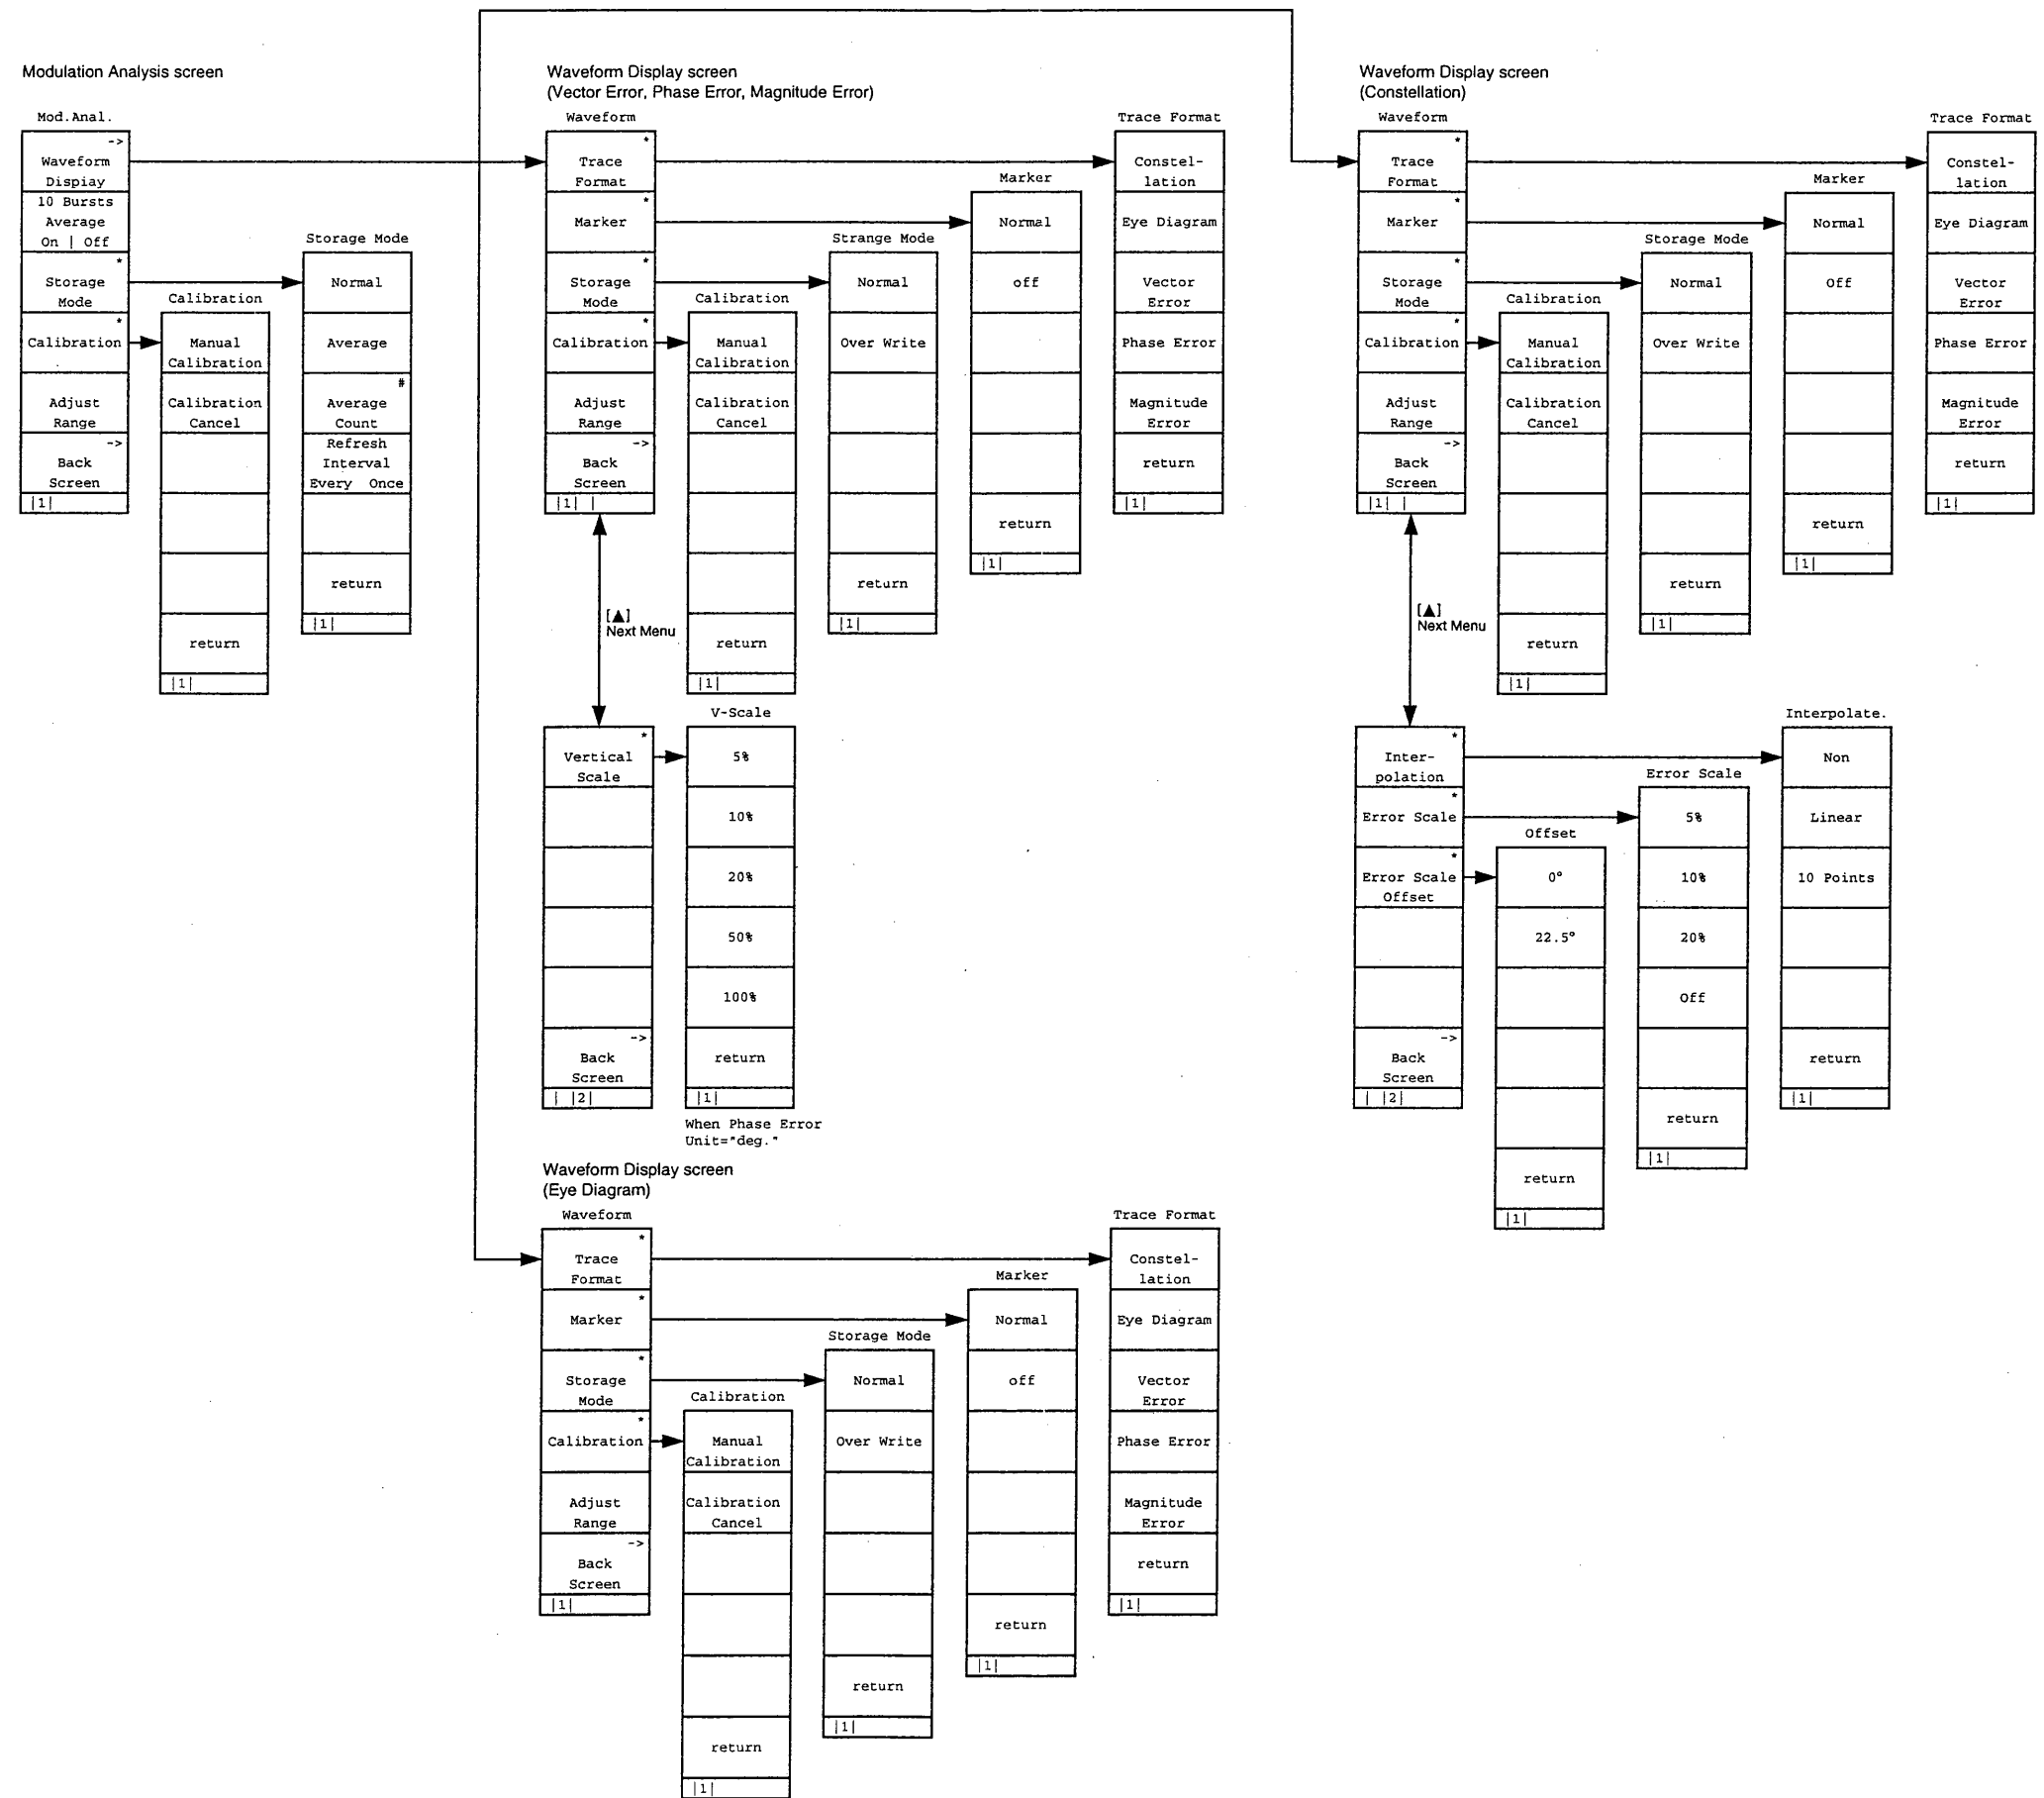 Modulation Analysis screen
Mod.Anal.
->
Waveform
Display
10 Bursts
Average
On | Off
*
Storage
Mode
*
Calibration
Adjust
Range
->
Back
Screen
|1|
Calibration
Manual
Calibration
Calibration
Cancel
return
|1|
Storage Mode
Normal
Average
#
Average
Count
Refresh
Interval
Every Once
return
|1|
Waveform Display screen
(Vector Error, Phase Error, Magnitude Error)
Waveform
*
Trace
Format
*
Marker
*
Storage
Mode
*
Calibration
Adjust
Range
->
Back
Screen
|1| |
Calibration
Manual
Calibration
Calibration
Cancel
return
|1|
Strange Mode
Normal
Over Write
return
|1|
Marker
Normal
off
return
|1|
Trace Format
Constel-
lation
Eye Diagram
Vector
Error
Phase Error
Magnitude
Error
return
|1|
[▲]
Next Menu
*
Vertical
Scale
->
Back
Screen
| |2|
V-Scale
5%
10%
20%
50%
100%
return
|1|
When Phase Error
Unit="deg."
Waveform Display screen
(Constellation)
Waveform
*
Trace
Format
*
Marker
*
Storage
Mode
*
Calibration
Adjust
Range
->
Back
Screen
|1| |
Calibration
Manual
Calibration
Calibration
Cancel
return
|1|
Storage Mode
Normal
Over Write
return
|1|
Marker
Normal
Off
return
|1|
Trace Format
Constel-
lation
Eye Diagram
Vector
Error
Phase Error
Magnitude
Error
return
|1|
[▲]
Next Menu
*
Inter-
polation
*
Error Scale
*
Error Scale
Offset
->
Back
Screen
| |2|
Offset
0°
22.5°
return
|1|
Error Scale
5%
10%
20%
Off
return
|1|
Interpolate.
Non
Linear
10 Points
return
|1|
Waveform Display screen
(Eye Diagram)
Waveform
*
Trace
Format
*
Marker
*
Storage
Mode
*
Calibration
Adjust
Range
->
Back
Screen
|1|
Calibration
Manual
Calibration
Calibration
Cancel
return
|1|
Storage Mode
Normal
Over Write
return
|1|
Marker
Normal
off
return
|1|
Trace Format
Constel-
lation
Eye Diagram
Vector
Error
Phase Error
Magnitude
Error
return
|1|